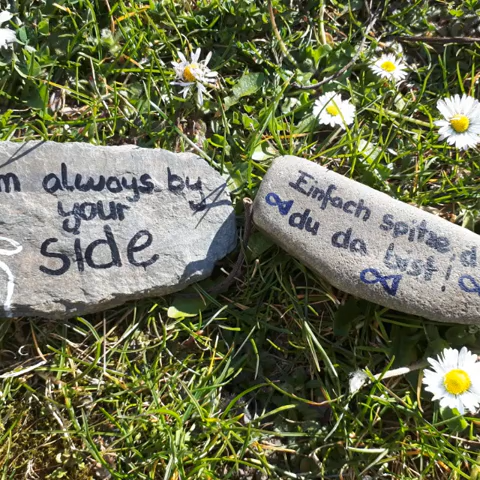 m always by
your
side
Einfach spitze, d
du da bist!